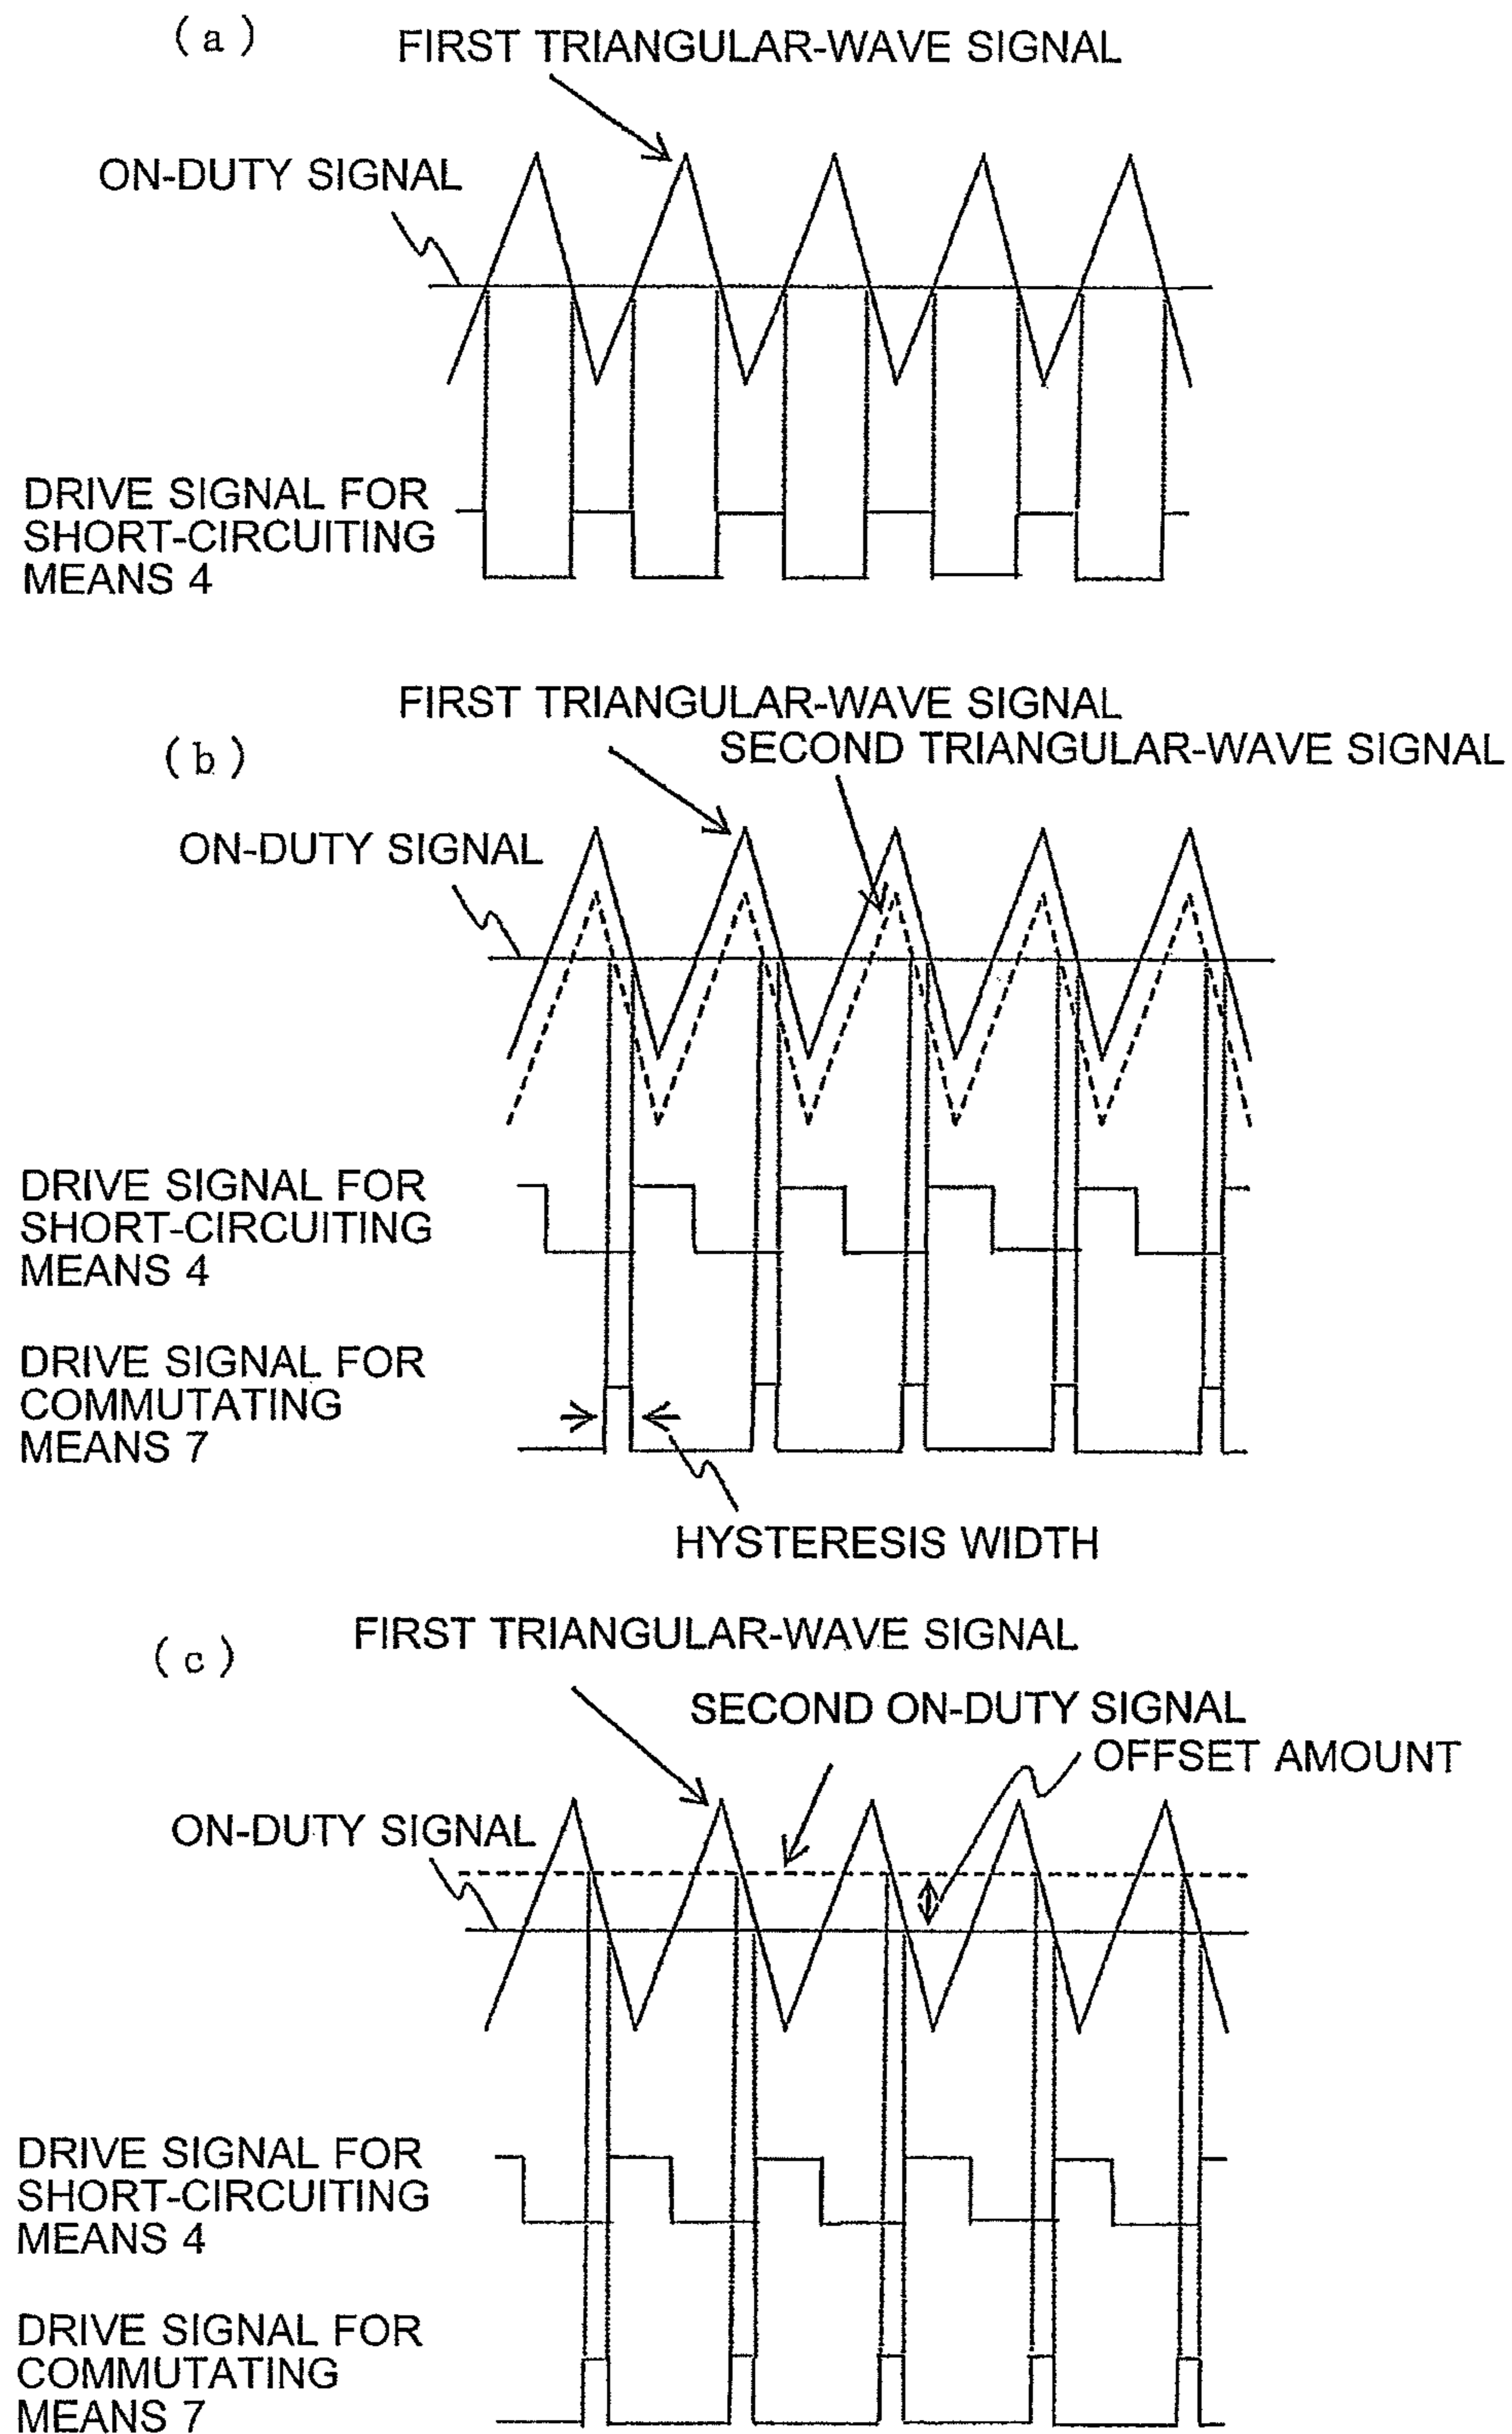 (a)
FIRST TRIANGULAR-WAVE SIGNAL
ON-DUTY SIGNAL
DRIVE SIGNAL FOR
SHORT-CIRCUITING
MEANS 4
FIRST TRIANGULAR-WAVE SIGNAL
(b)
SECOND TRIANGULAR-WAVE SIGNAL
ON-DUTY SIGNAL
DRIVE SIGNAL FOR
SHORT-CIRCUITING
MEANS 4
DRIVE SIGNAL FOR
COMMUTATING
MEANS 7
HYSTERESIS WIDTH
FIRST TRIANGULAR-WAVE SIGNAL
(c)
SECOND ON-DUTY SIGNAL
OFFSET AMOUNT
ON-DUTY SIGNAL
DRIVE SIGNAL FOR
SHORT-CIRCUITING
MEANS 4
DRIVE SIGNAL FOR
COMMUTATING
MEANS 7